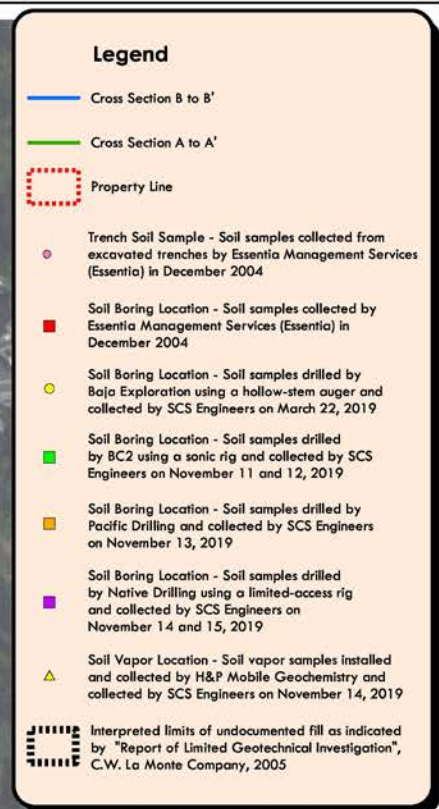 Legend
Cross Section B to B'
Cross Section A to A'
Property Line
Trench Soil Sample - Soil samples collected from
excavated trenches by Essentia Management Services
(Essentia) in December 2004
Soil Boring Location - Soil samples collected by
Essentia Management Services (Essentia) in
December 2004
Soil Boring Location - Soil samples drilled by
Baja Exploration using a hollow-stem auger and
collected by SCS Engineers on March 22, 2019
Soil Boring Location - Soil samples drilled
by BC2 using a sonic rig and collected by SCS
Engineers on November 11 and 12, 2019
Soil Boring Location - Soil samples drilled by
Pacific Drilling and collected by SCS Engineers
on November 13, 2019
Soil Boring Location - Soil samples drilled
by Native Drilling using a limited-access rig
and collected by SCS Engineers on
November 14 and 15, 2019
Soil Vapor Location - Soil vapor samples installed
and collected by H&P Mobile Geochemistry and
collected by SCS Engineers on November 14, 2019
Interpreted limits of undocumented fill as indicated
by "Report of Limited Geotechnical Investigation",
C.W. La Monte Company, 2005